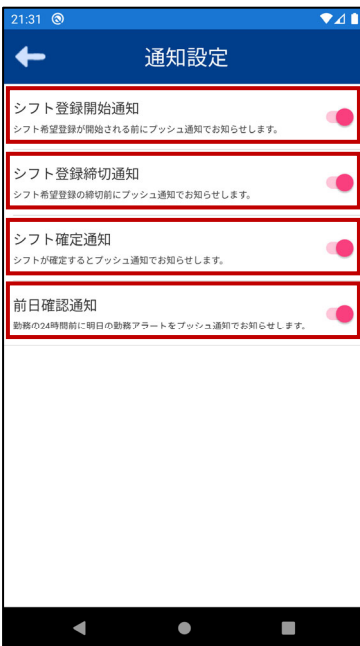 21:31
通知設定
シフト登録開始通知
シフト希望登録が開始される前にプッシュ通知でお知らせします。
シフト登録締切通知
シフト希望登録の締切前にプッシュ通知でお知らせします。
シフト確定通知
シフトが確定するとプッシュ通知でお知らせします。
前日確認通知
勤務の24時間前に明日の勤務アラートをプッシュ通知でお知らせします。